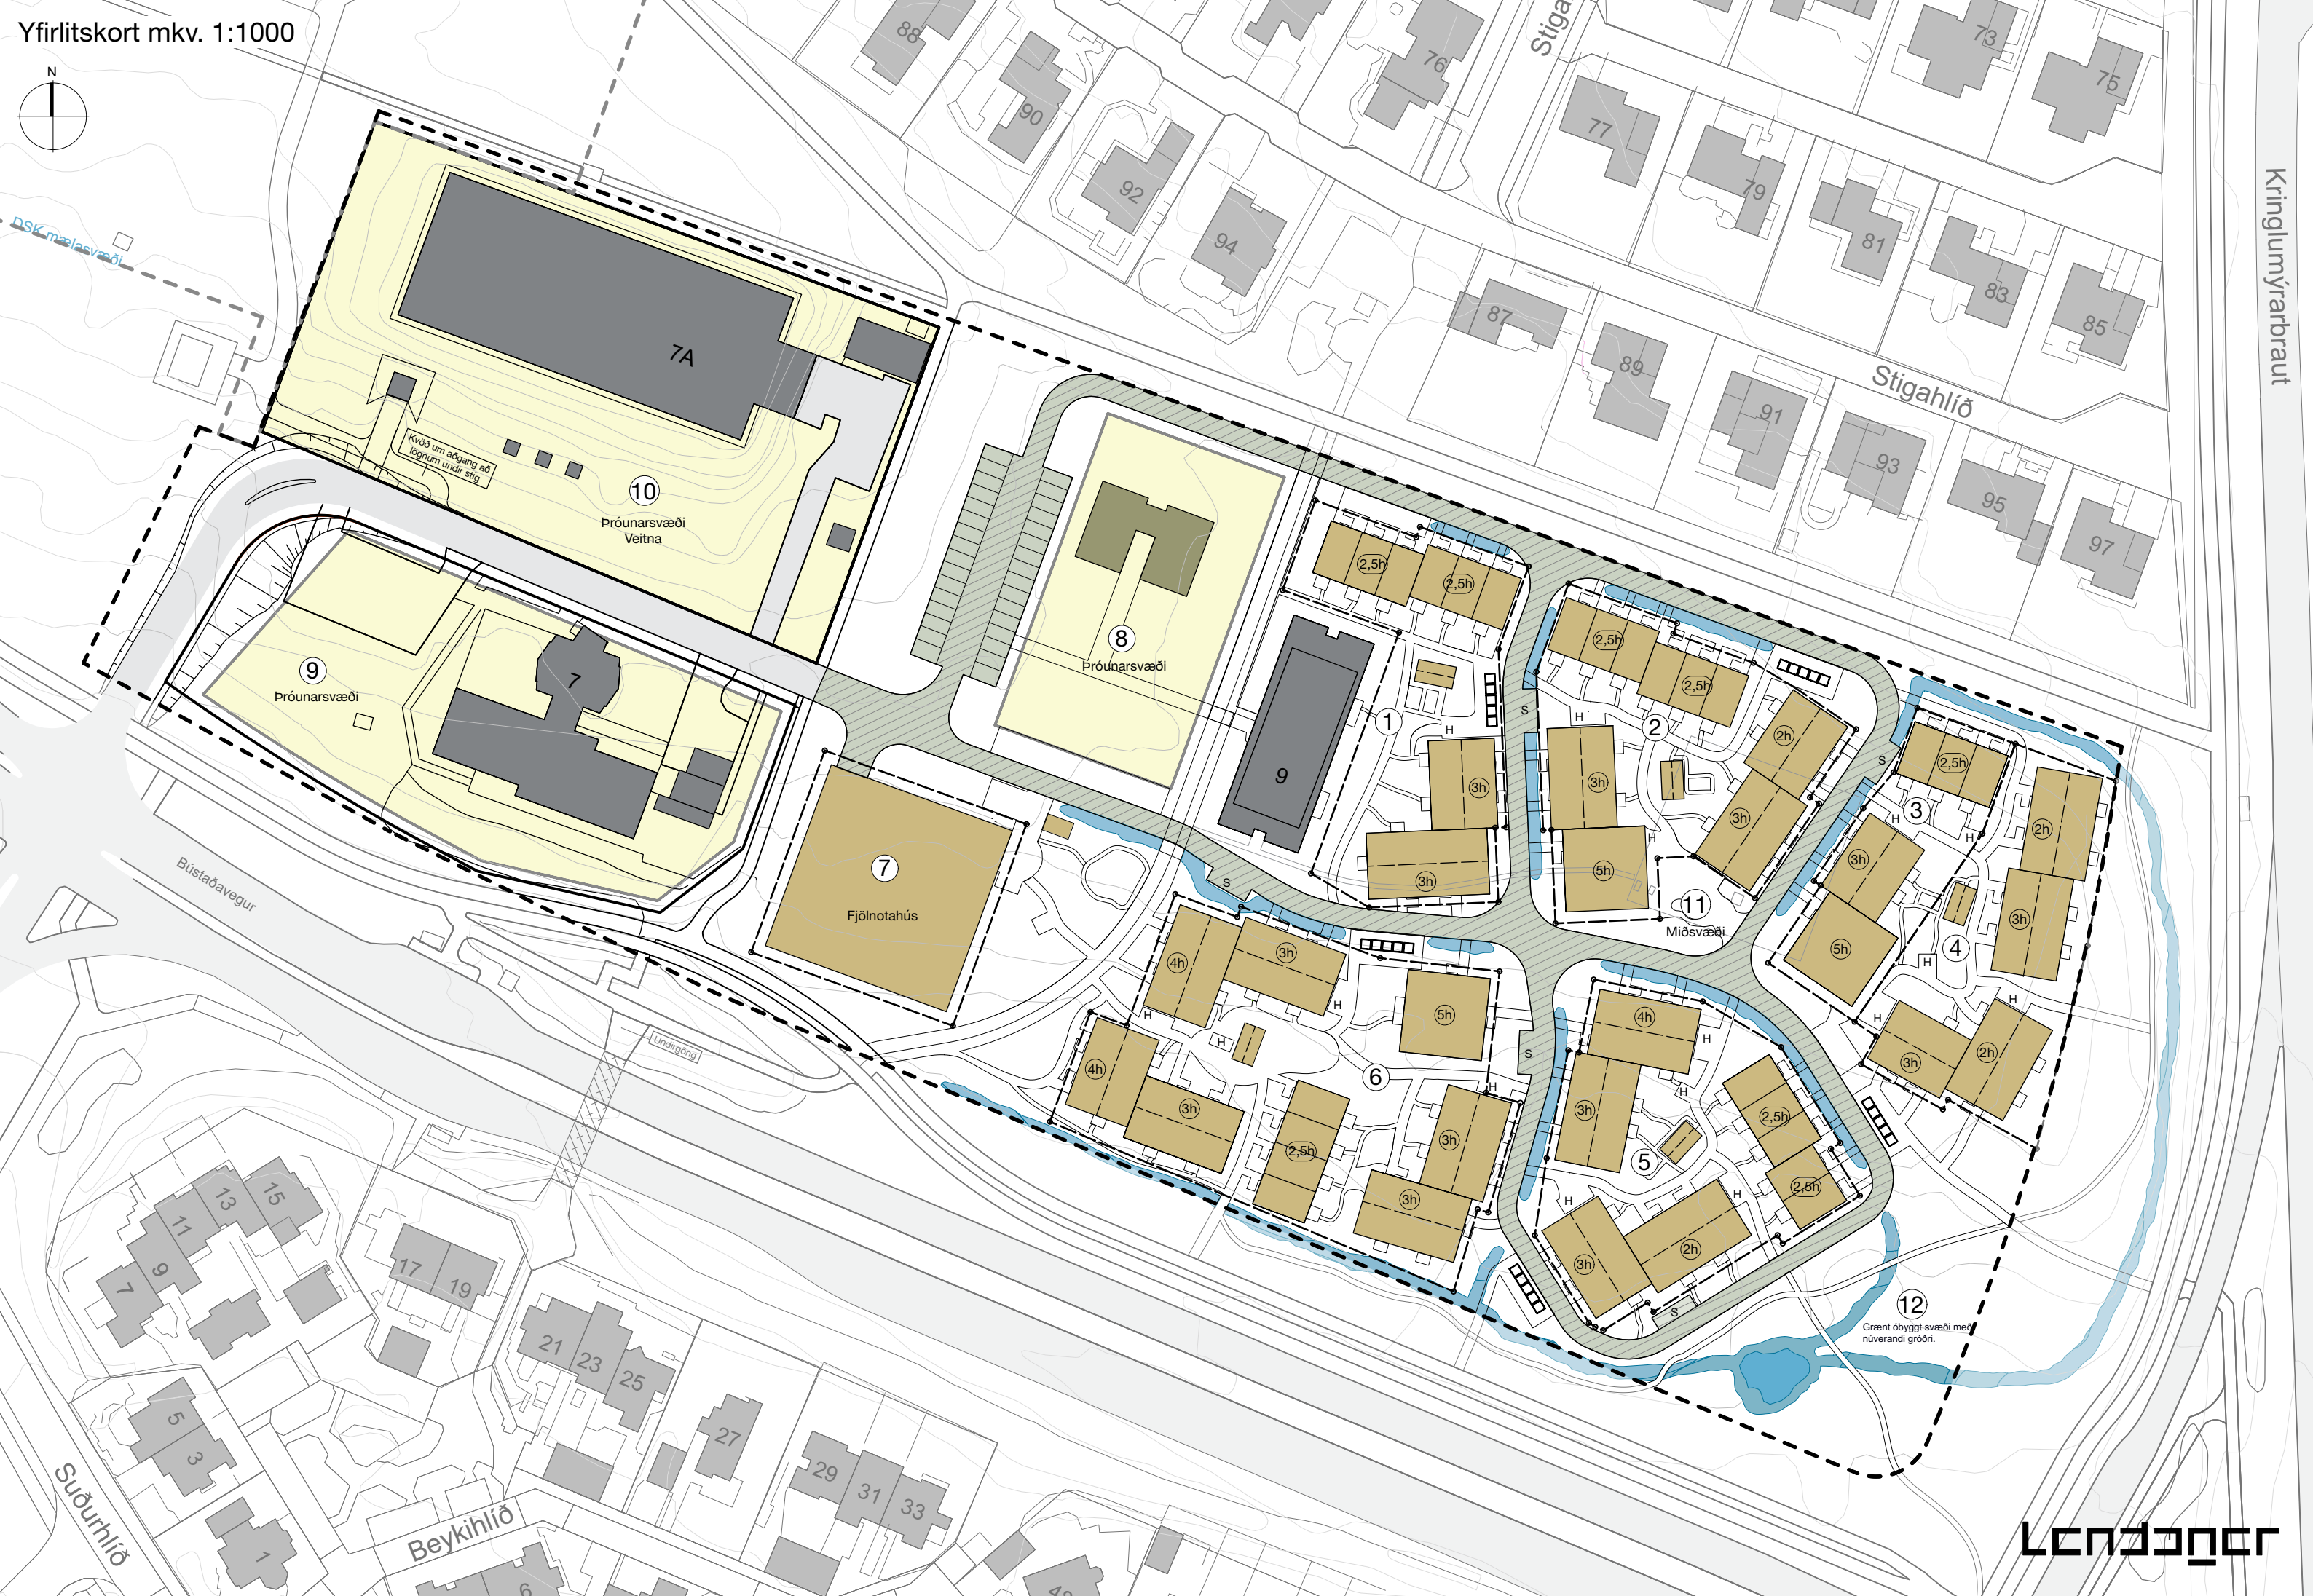 Yfirlitskort mkv. 1:1000
N
88
90
92
94
76
Stiga
73
75
77
79
81
83
85
87
89
91
93
95
97
Stigahlíð
Kringlumýrarbraut
DSK mælasvæði
7A
Kvöð um aðgang að
lögnum undir stíg
10
Þróunarsvæði
Veitna
9
Þróunarsvæði
7
8
Þróunarsvæði
9
7
Fjölnotahús
1
2,5h
2,5h
3h
3h
H
S
2
2,5h
2,5h
2h
3h
3h
5h
H
H
11
Miðsvæði
S
3
2,5h
3h
5h
H
H
4
2h
3h
3h
2h
H
H
H
S
6
4h
3h
5h
4h
3h
2,5h
3h
3h
H
H
H
H
S
5
4h
3h
2,5h
2,5h
2h
3h
H
H
H
H
S
12
Grænt óbyggt svæði með
núverandi gróðri.
Bústaðavegur
Undirgöng
15
13
11
9
7
17
19
21
23
25
27
29
31
33
5
3
1
6
48
Suðurhlíð
Beykihlíð
Lendager